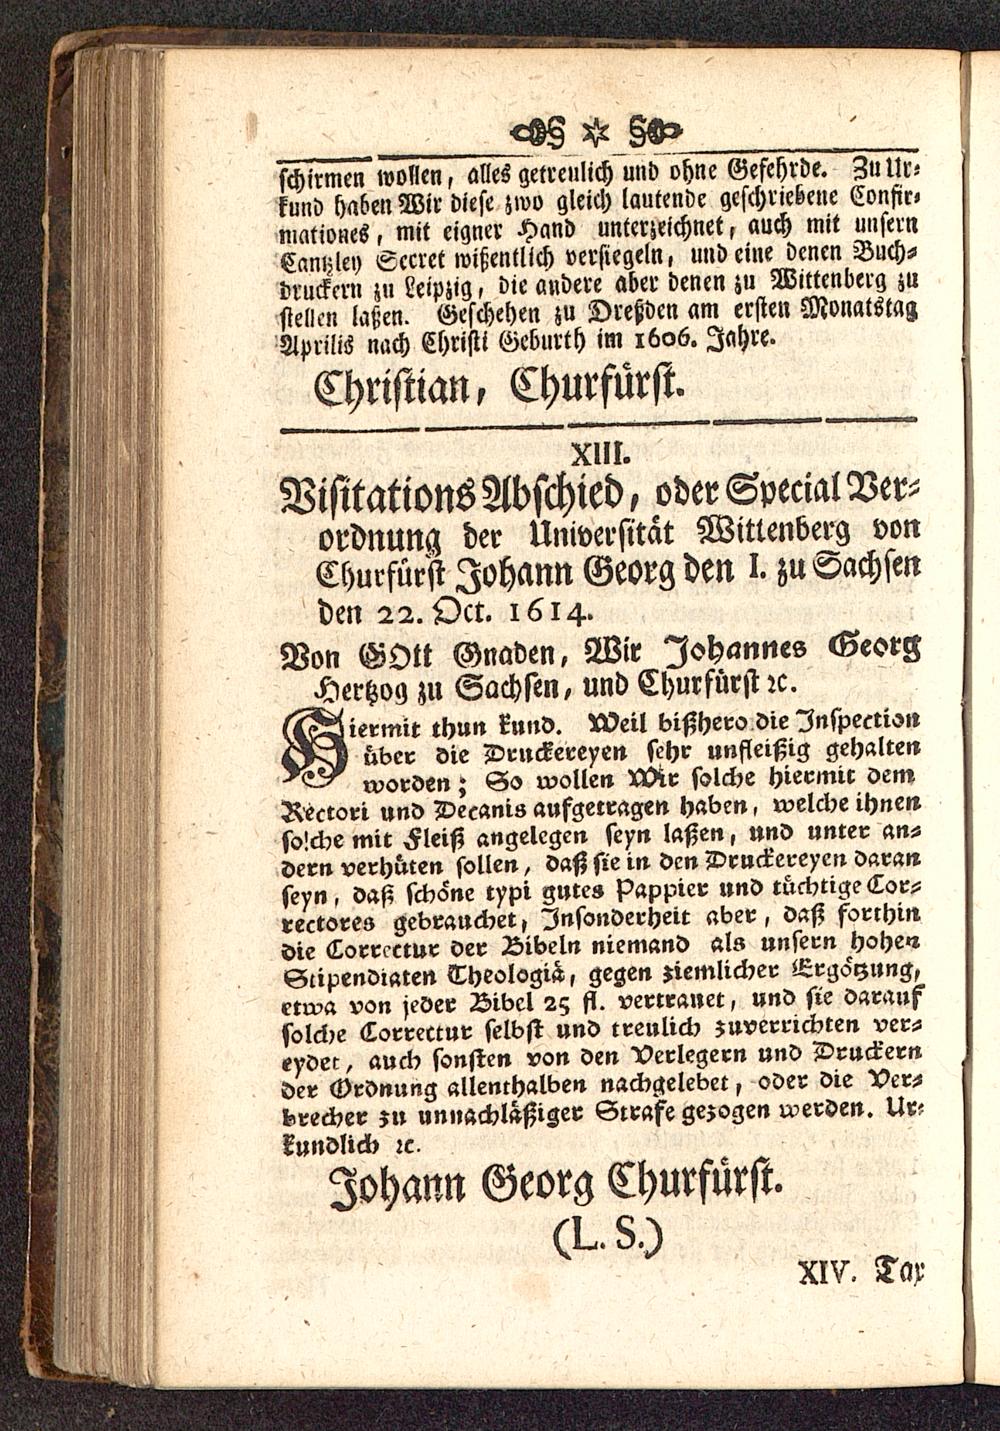 schirmen wollen, alles getreulich und ohne Gefehrde. Zu Ur-
kund haben Wir diese zwo gleich lautende geschriebene Confir-
mationes, mit eigner Hand unterzeichnet, auch mit unsern
Cantzley Secret wißentlich versiegeln, und eine denen Buch-
druckern zu Leipzig, die andere aber denen zu Wittenberg zu
stellen laßen. Geschehen zu Dreßden am ersten Monatstag
Aprilis nach Christi Geburth im 1606. Jahre.
Christian, Churfürst.
XIII.
Visitations Abschied, oder Special Ver-
ordnung der Universität Wittenberg von
Churfürst Johann Georg den I. zu Sachsen
den 22. Oct. 1614.
Von GOtt Gnaden, Wir Johannes Georg
Hertzog zu Sachsen, und Churfürst ꝛc.
Hiermit thun kund. Weil bißhero die Inspection
über die Druckereyen sehr unfleißig gehalten
worden; So wollen Wir solche hiermit dem
Rectori und Decanis aufgetragen haben, welche ihnen
solche mit Fleiß angelegen seyn laßen, und unter an-
dern verhüten sollen, daß sie in den Druckereyen daran
seyn, daß schöne typi gutes Pappier und tüchtige Cor-
rectores gebrauchet, Insonderheit aber, daß forthin
die Correctur der Bibeln niemand als unsern hohen
Stipendiaten Theologiä, gegen ziemlicher Ergötzung,
etwa von jeder Bibel 25 fl. vertrauet, und sie darauf
solche Correctur selbst und treulich zuverrichten ver-
eydet, auch sonsten von den Verlegern und Druckern
der Ordnung allenthalben nachgelebet, oder die Ver-
brecher zu unnachläßiger Strafe gezogen werden. Ur-
kundlich ꝛc.
Johann Georg Churfürst.
(L. S.)
XIV. Tax